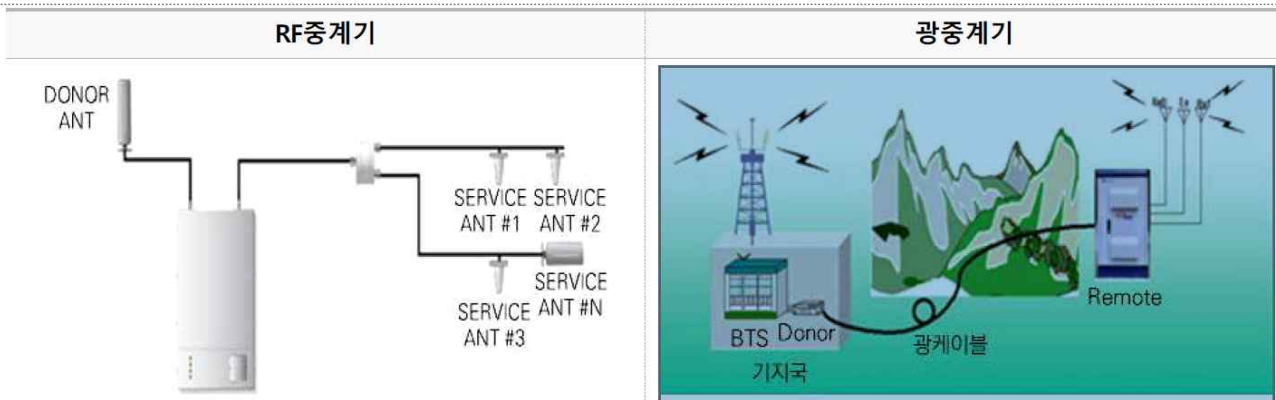 RF중계기
광중계기
DONOR
ANT
SERVICE
ANT #1
SERVICE
ANT #2
SERVICE
ANT #3
SERVICE
ANT #N
BTS
Donor
기지국
광케이블
Remote